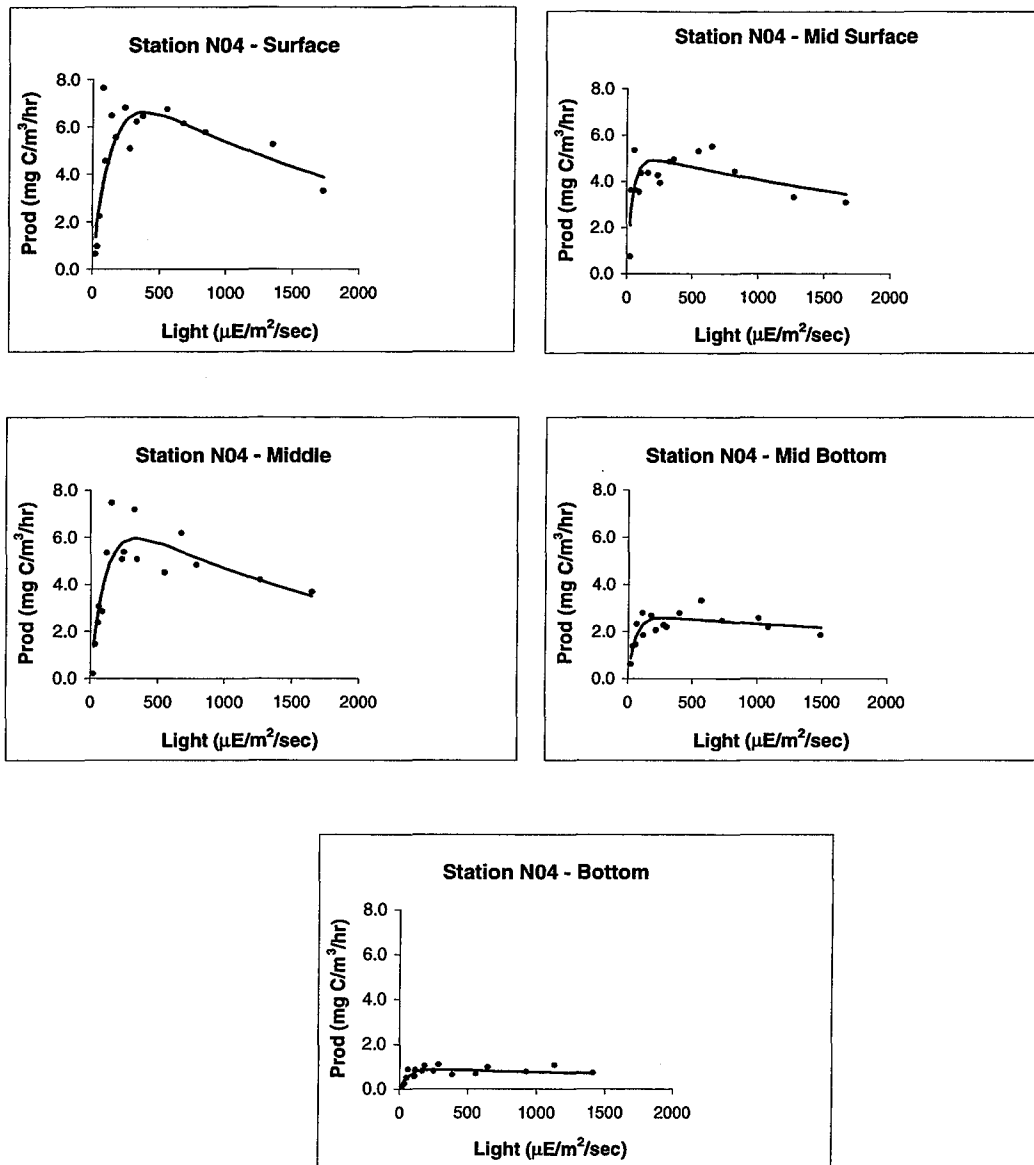 Station N04 - Surface
Prod (mg C/m³/hr)
8.0
6.0
4.0
2.0
0.0
0 500 1000 1500 2000
Light (μE/m²/sec)
Station N04 - Mid Surface
Prod (mg C/m³/hr)
8.0
6.0
4.0
2.0
0.0
0 500 1000 1500 2000
Light (μE/m²/sec)
Station N04 - Middle
Prod (mg C/m³/hr)
8.0
6.0
4.0
2.0
0.0
0 500 1000 1500 2000
Light (μE/m²/sec)
Station N04 - Mid Bottom
Prod (mg C/m³/hr)
8.0
6.0
4.0
2.0
0.0
0 500 1000 1500 2000
Light (μE/m²/sec)
Station N04 - Bottom
Prod (mg C/m³/hr)
8.0
6.0
4.0
2.0
0.0
0 500 1000 1500 2000
Light (μE/m²/sec)